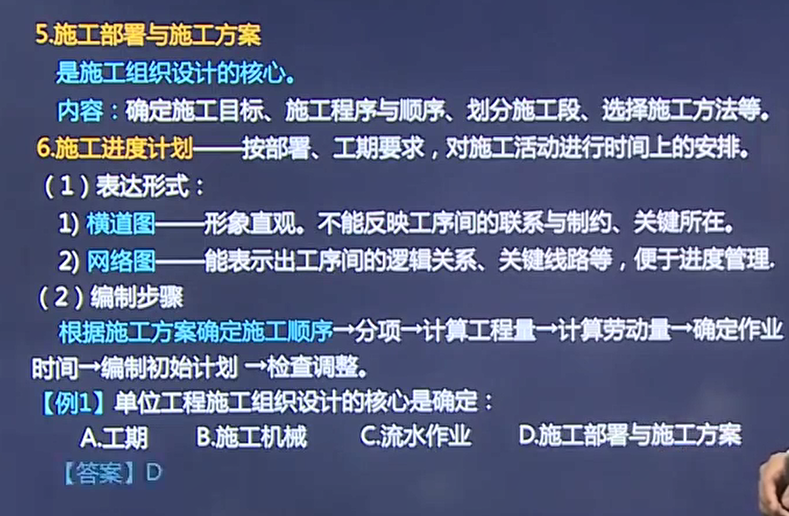 5.施工部署与施工方案
是施工组织设计的核心。
内容：确定施工目标、施工程序与顺序、划分施工段、选择施工方法等。
6.施工进度计划——按部署、工期要求，对施工活动进行时间上的安排。
（1）表达形式：
1) 横道图——形象直观。不能反映工序间的联系与制约、关键所在。
2) 网络图——能表示出工序间的逻辑关系、关键线路等，便于进度管理.
（2）编制步骤
根据施工方案确定施工顺序→分项→计算工程量→计算劳动量→确定作业
时间→编制初始计划 →检查调整。
【例1】单位工程施工组织设计的核心是确定：
A.工期 B.施工机械 C.流水作业 D.施工部署与施工方案
【答案】D